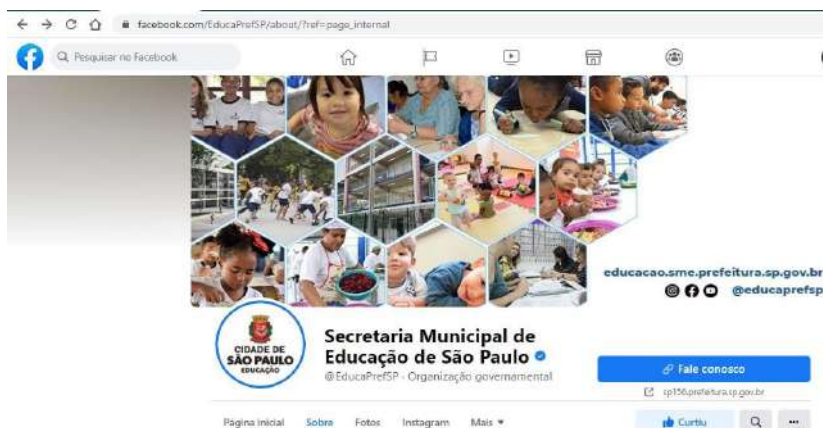 facebook.com/EducaPrefSP/about/?ref=page_internal
Pesquisar no Facebook
educacao.sme.prefeitura.sp.gov.br
@educaprefsp
CIDADE DE
SÃO PAULO
EDUCAÇÃO
Secretaria Municipal de
Educação de São Paulo
@EducaPrefSP · Organização governamental
Fale conosco
sp156.prefeitura.sp.gov.br
Página inicial Sobre Fotos Instagram Mais
Curtiu